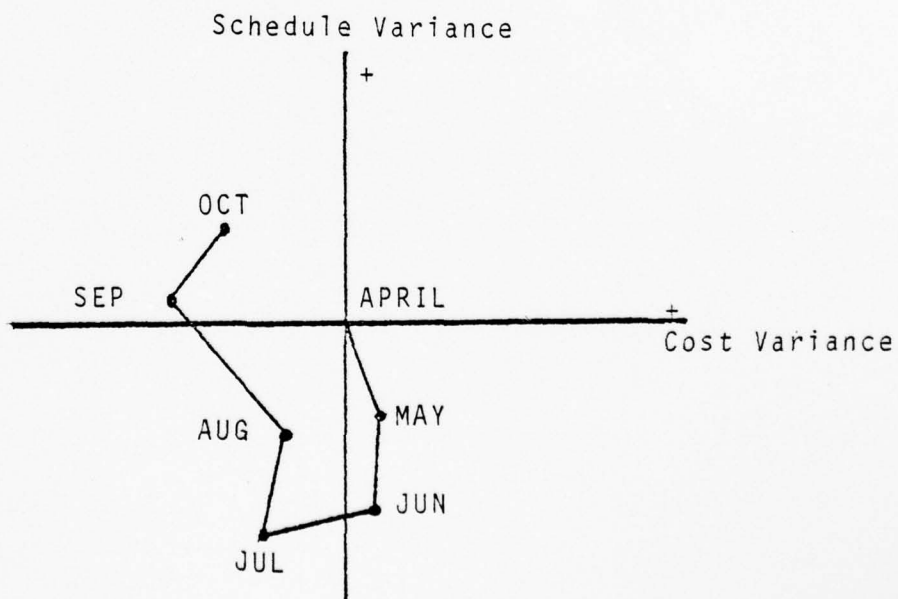 Schedule Variance
+
OCT
SEP
APRIL
+
Cost Variance
AUG
MAY
JUN
JUL